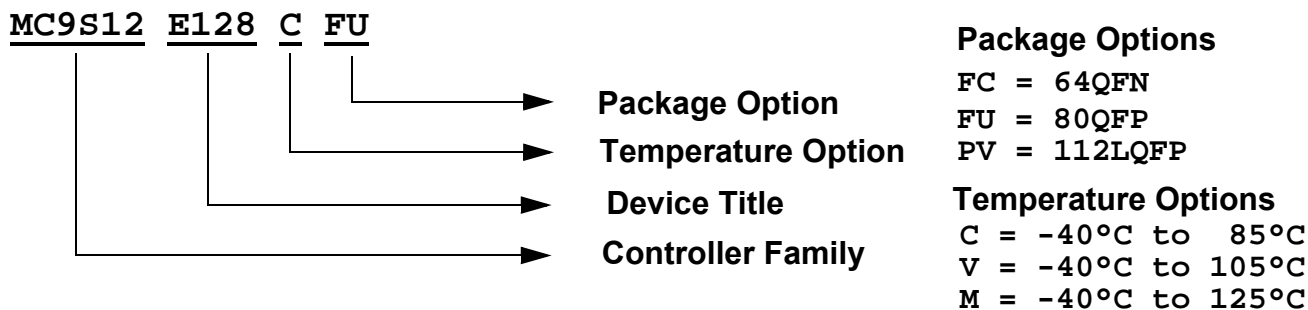 MC9S12 E128 C FU
Package Option
Temperature Option
Device Title
Controller Family
Package Options
FC = 64QFN
FU = 80QFP
PV = 112LQFP
Temperature Options
C = -40°C to 85°C
V = -40°C to 105°C
M = -40°C to 125°C